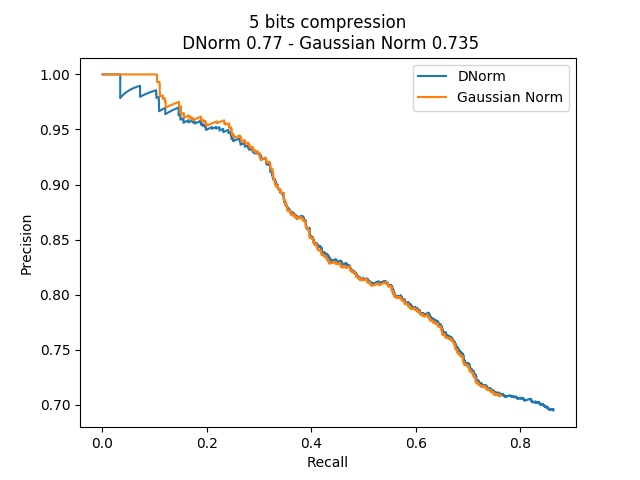 5 bits compression
DNorm 0.77 - Gaussian Norm 0.735
1.00
0.95
0.90
0.85
0.80
0.75
0.70
Precision
DNorm
Gaussian Norm
0.0 0.2 0.4 0.6 0.8
Recall